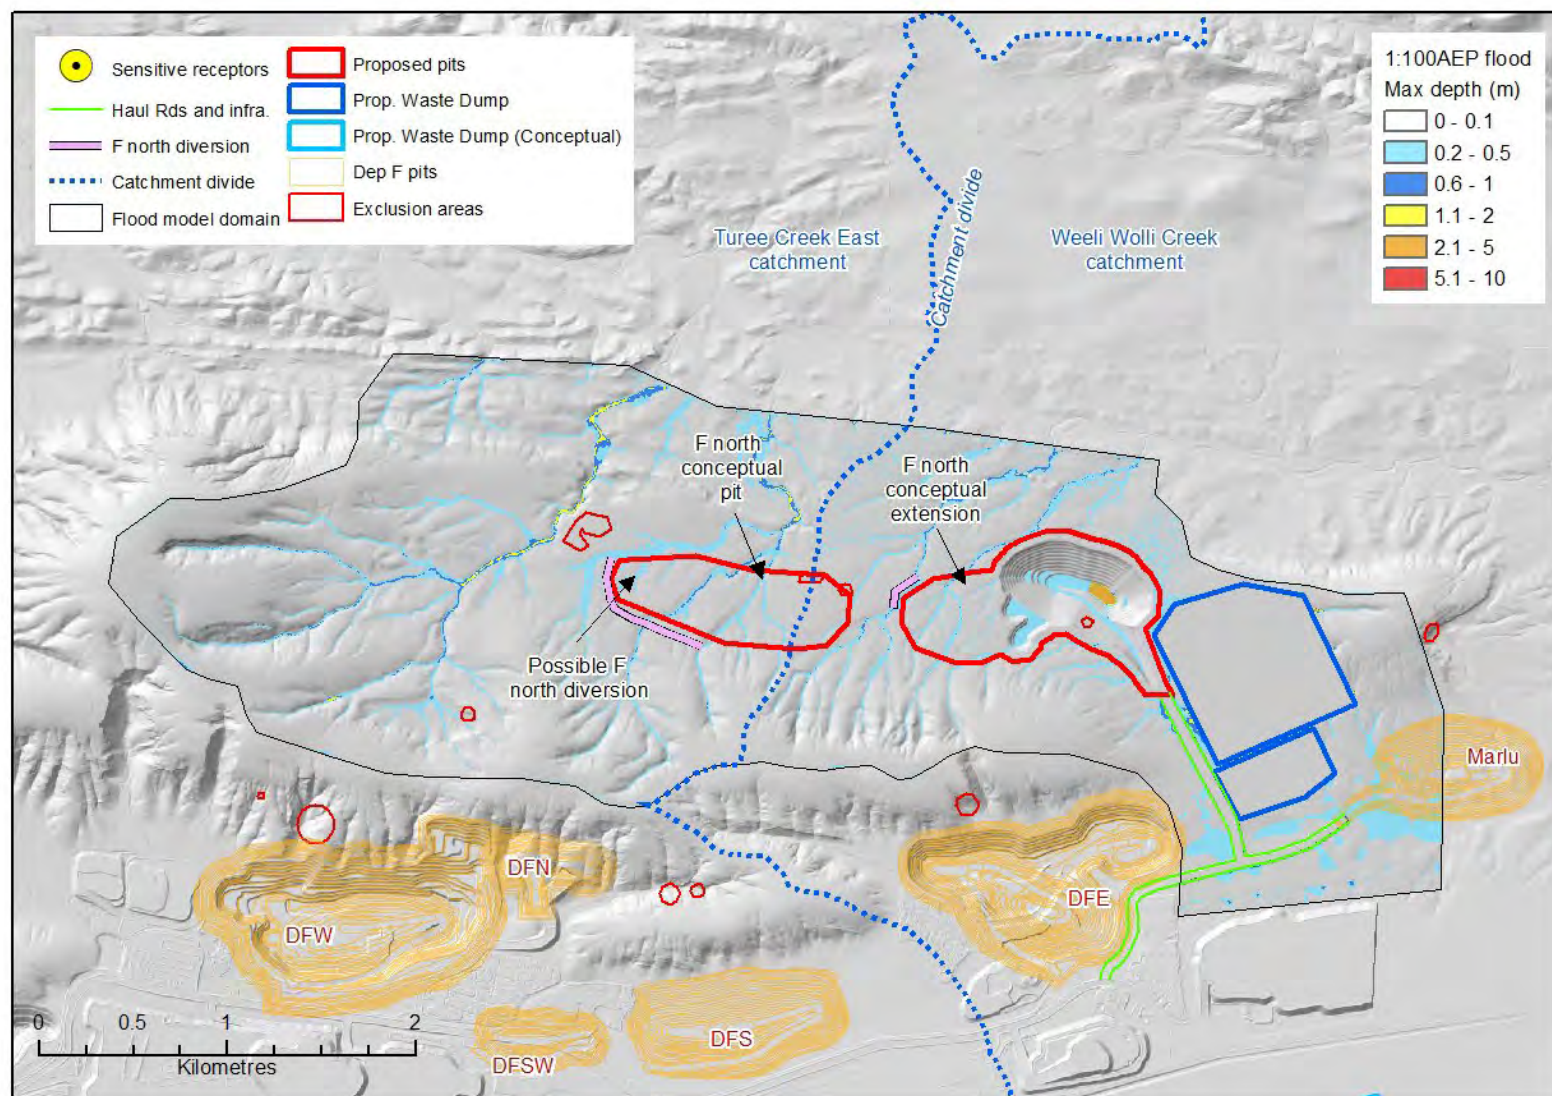 Sensitive receptors
Haul Rds and infra.
F north diversion
Catchment divide
Flood model domain
Proposed pits
Prop. Waste Dump
Prop. Waste Dump (Conceptual)
Dep F pits
Exclusion areas
1:100AEP flood
Max depth (m)
0 - 0.1
0.2 - 0.5
0.6 - 1
1.1 - 2
2.1 - 5
5.1 - 10
Turee Creek East
catchment
Catchment divide
Weeli Wolli Creek
catchment
F north
conceptual
pit
F north
conceptual
extension
Possible F
north diversion
Marlu
DFN
DFW
DFE
DFS
DFSW
0 0.5 1 2
Kilometres